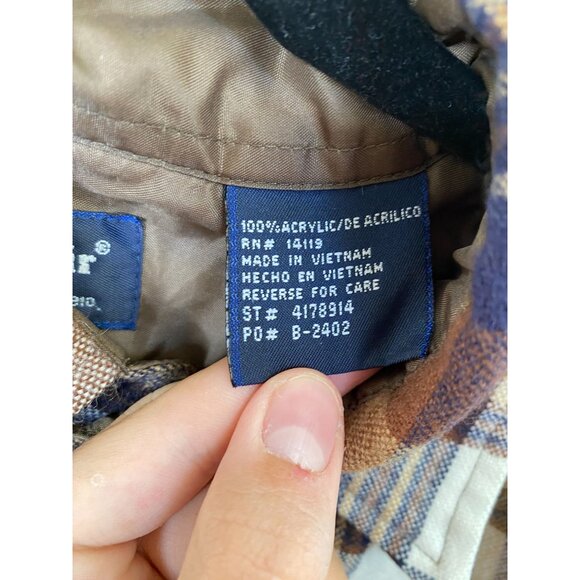 100% ACRYLIC/DE ACRILICO
RN# 14119
MADE IN VIETNAM
HECHO EN VIETNAM
REVERSE FOR CARE
ST# 4178914
PO# B-2402